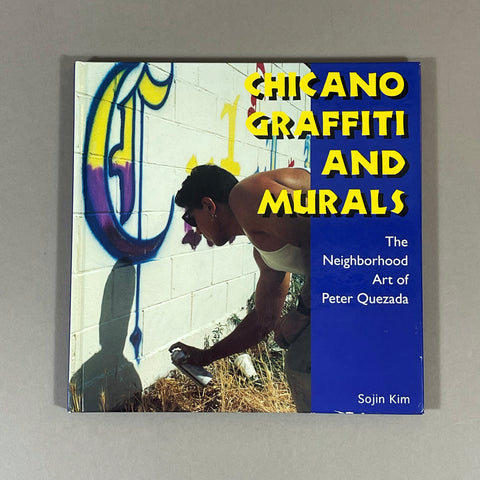 CHICANO
GRAFFITI
AND
MURALS
The
Neighborhood
Art of
Peter Quezada
Sojin Kim